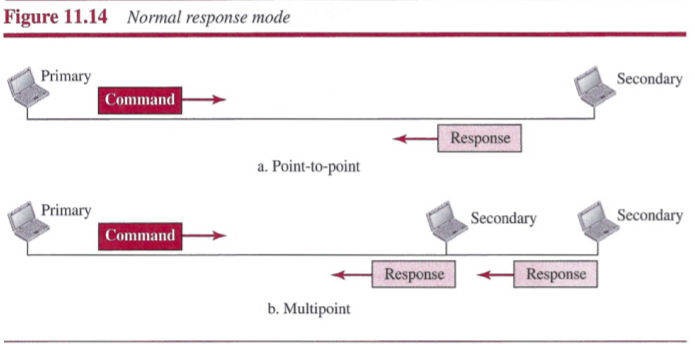 Figure 11.14 Normal response mode
Primary
Secondary
Command
Response
a. Point-to-point
Primary
Secondary
Secondary
Command
Response
Response
b. Multipoint